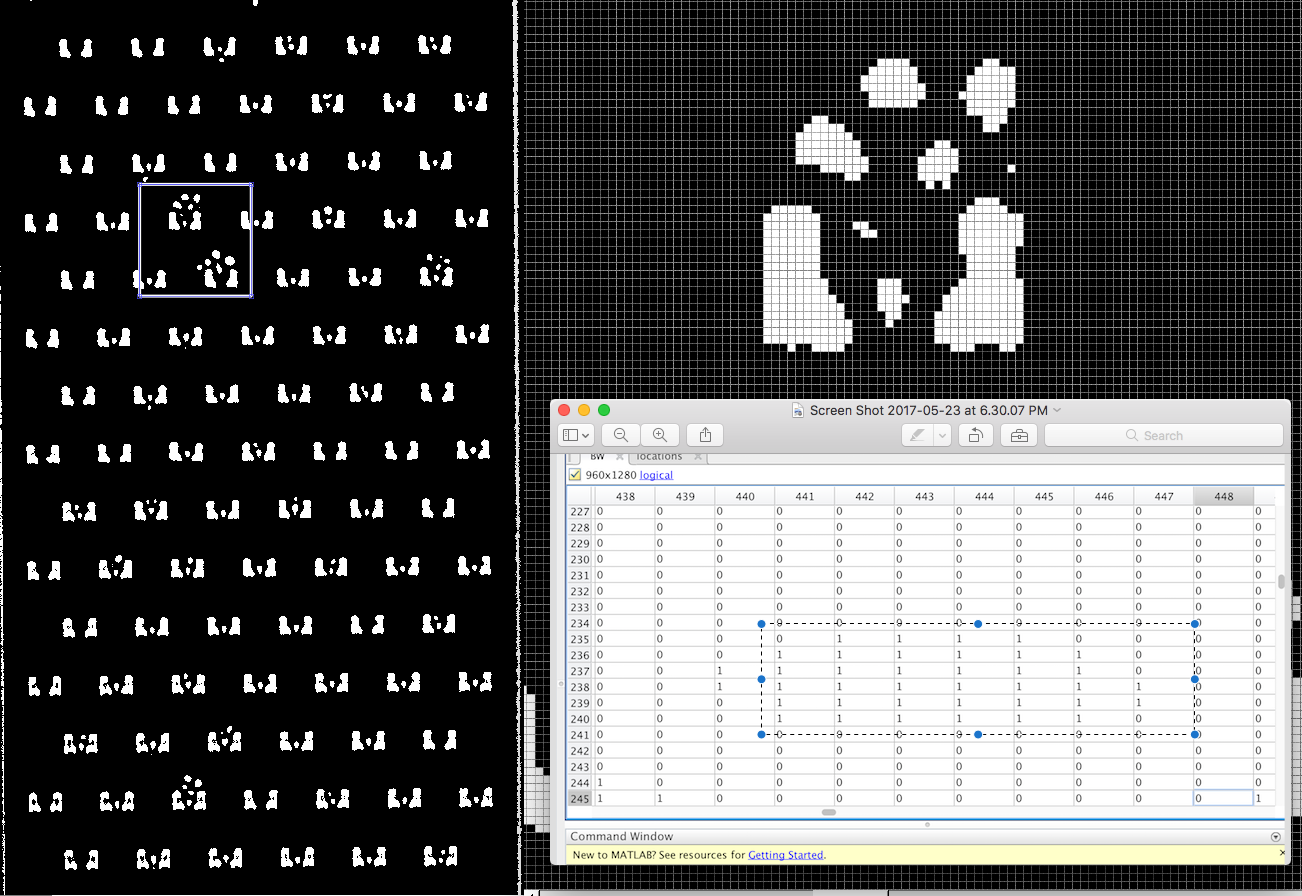 Screen Shot 2017-05-23 at 6.30.07 PM
Search
BW locations
960x1280 logical
438 439 440 441 442 443 444 445 446 447 448
227 0 0 0 0 0 0 0 0 0 0 0 0
228 0 0 0 0 0 0 0 0 0 0 0 0
229 0 0 0 0 0 0 0 0 0 0 0 0
230 0 0 0 0 0 0 0 0 0 0 0 0
231 0 0 0 0 0 0 0 0 0 0 0 0
232 0 0 0 0 0 0 0 0 0 0 0 0
233 0 0 0 0 0 0 0 0 0 0 0 0
234 0 0 0 0 0 0 0 0 0 0 0 0
235 0 0 0 0 1 1 1 1 0 0 0 0
236 0 0 0 1 1 1 1 1 1 0 0 0
237 0 0 1 1 1 1 1 1 1 0 0 0
238 0 0 1 1 1 1 1 1 1 1 0 0
239 0 0 0 1 1 1 1 1 1 1 0 0
240 0 0 0 1 1 1 1 1 1 0 0 0
241 0 0 0 0 0 0 0 0 0 0 0 0
242 0 0 0 0 0 0 0 0 0 0 0 0
243 0 0 0 0 0 0 0 0 0 0 0 0
244 1 0 0 0 0 0 0 0 0 0 0 0
245 1 1 0 0 0 0 0 0 0 0 0 1
Command Window
New to MATLAB? See resources for Getting Started.